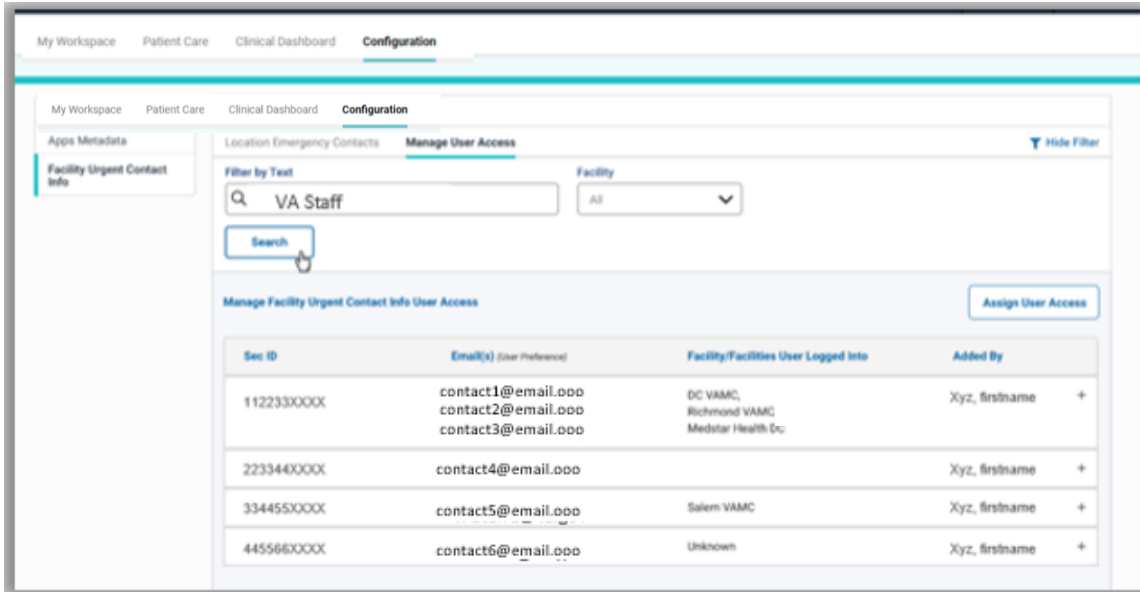 My Workspace Patient Care Clinical Dashboard Configuration
My Workspace Patient Care Clinical Dashboard Configuration
Apps Metadata
Facility Urgent Contact
Info
Location Emergency Contacts Manage User Access Hide Filter
Filter by Text Facility
VA Staff All
Search
Manage Facility Urgent Contact Info User Access Assign User Access
Sec ID Email(s) (User Preference) Facility/Facilities User Logged Into Added By
112233XXXX contact1@email.ooo DC VAMC, Xyz, firstname +
contact2@email.ooo Richmond VAMC
contact3@email.ooo Medstar Health
223344XXXX contact4@email.ooo Xyz, firstname +
334455XXXX contact5@email.ooo Salem VAMC Xyz, firstname +
445566XXXX contact6@email.ooo Unknown Xyz, firstname +